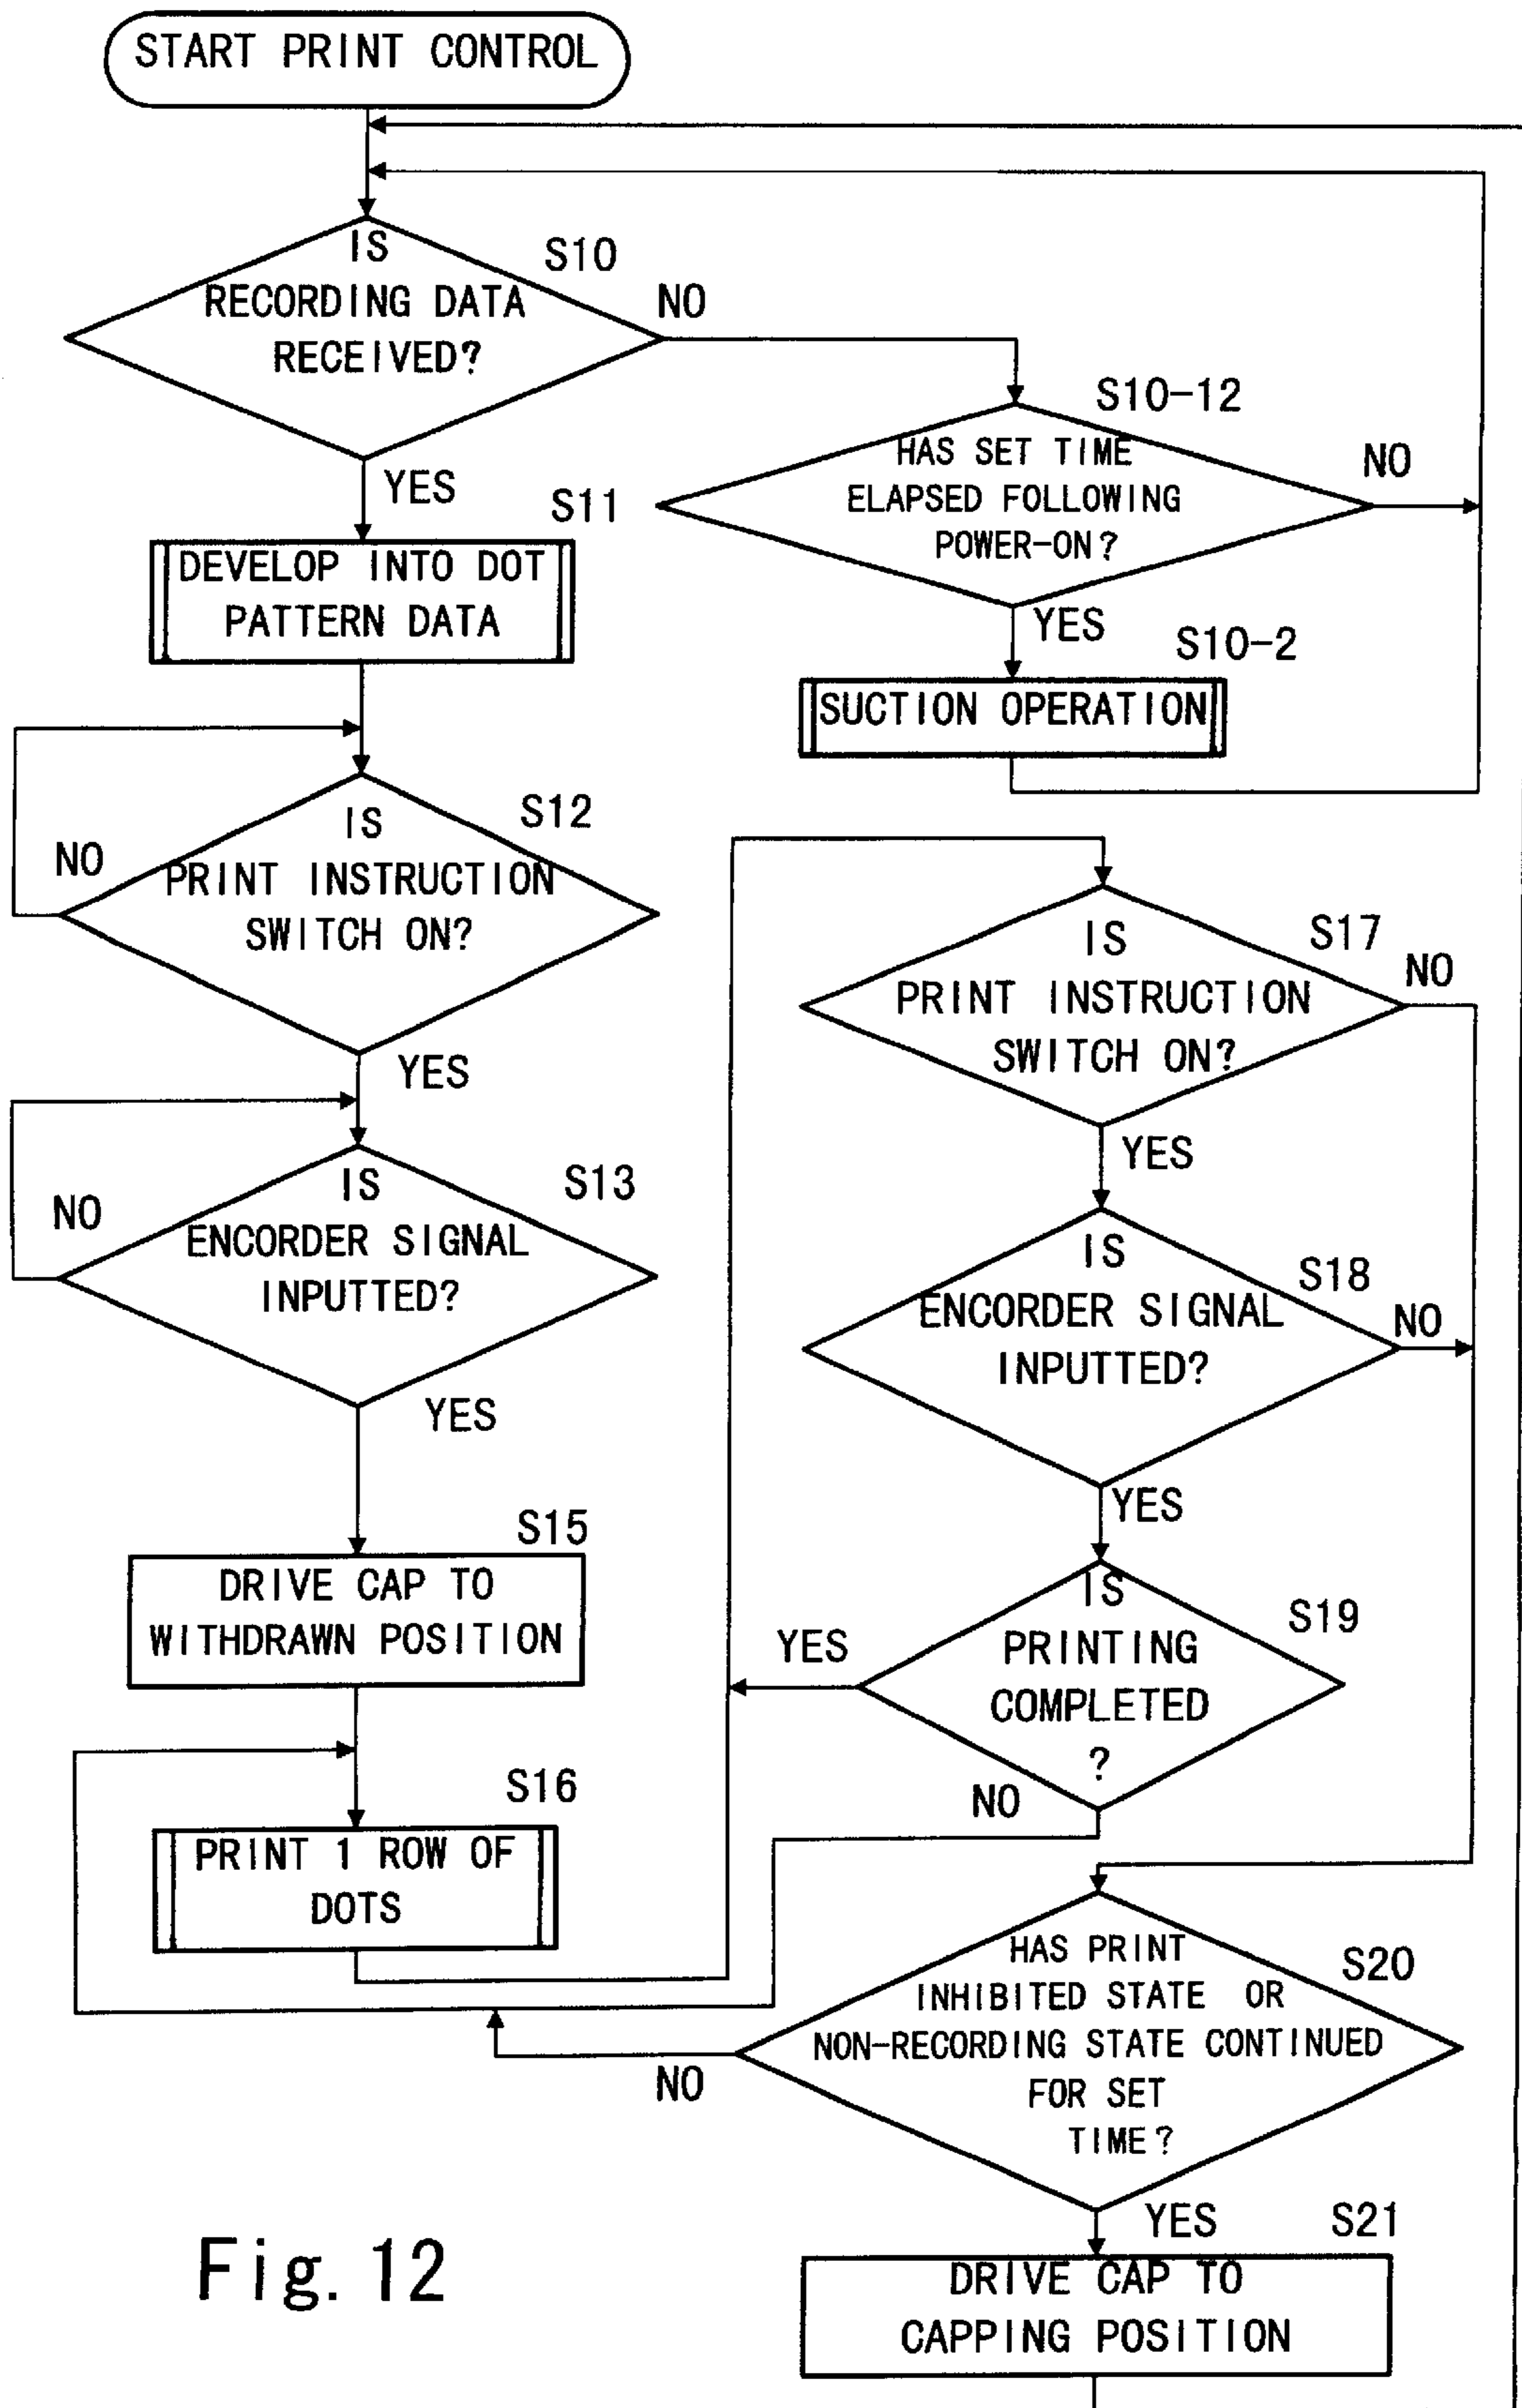 START PRINT CONTROL
IS
RECORDING DATA
RECEIVED?
S10
NO
YES
S10-12
HAS SET TIME
ELAPSED FOLLOWING
POWER-ON?
NO
YES
S11
DEVELOP INTO DOT
PATTERN DATA
S10-2
SUCTION OPERATION
S12
IS
PRINT INSTRUCTION
SWITCH ON?
NO
YES
S13
IS
ENCORDER SIGNAL
INPUTTED?
NO
YES
S15
DRIVE CAP TO
WITHDRAWN POSITION
S16
PRINT 1 ROW OF
DOTS
S17
IS
PRINT INSTRUCTION
SWITCH ON?
NO
YES
S18
IS
ENCORDER SIGNAL
INPUTTED?
NO
YES
S19
IS
PRINTING
COMPLETED
?
YES
NO
S20
HAS PRINT
INHIBITED STATE OR
NON-RECORDING STATE CONTINUED
FOR SET
TIME?
NO
YES
S21
DRIVE CAP TO
CAPPING POSITION
Fig. 12